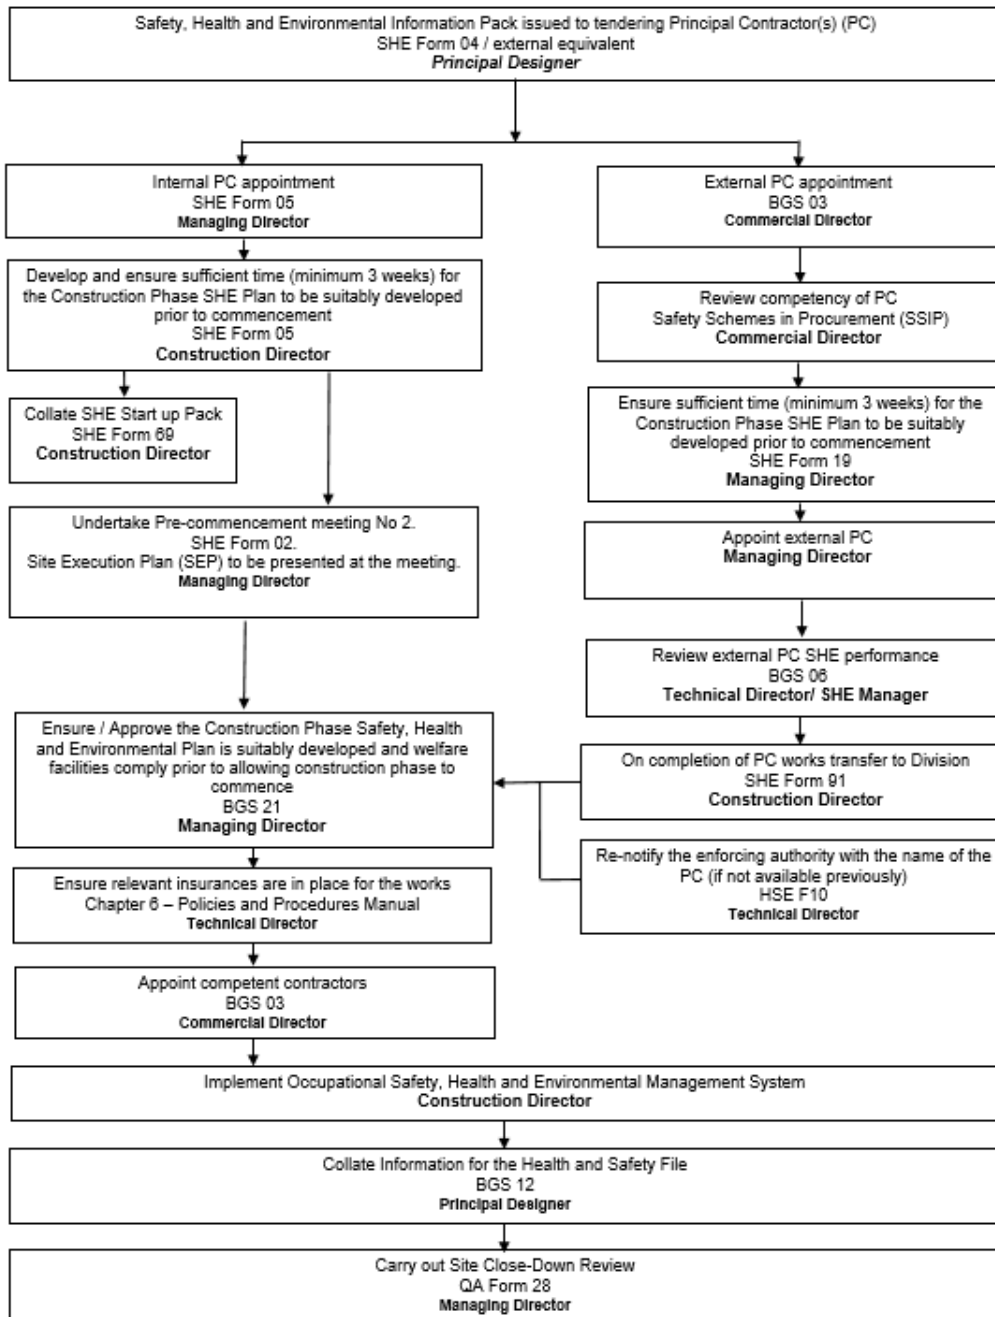 Safety, Health and Environmental Information Pack issued to tendering Principal Contractor(s) (PC)
SHE Form 04 / external equivalent
Principal Designer
Internal PC appointment
SHE Form 05
Managing Director
External PC appointment
BGS 03
Commercial Director
Develop and ensure sufficient time (minimum 3 weeks) for
the Construction Phase SHE Plan to be suitably developed
prior to commencement
SHE Form 05
Construction Director
Review competency of PC
Safety Schemes in Procurement (SSIP)
Commercial Director
Collate SHE Start up Pack
SHE Form 69
Construction Director
Ensure sufficient time (minimum 3 weeks) for the
Construction Phase SHE Plan to be suitably
developed prior to commencement
SHE Form 19
Managing Director
Undertake Pre-commencement meeting No 2.
SHE Form 02.
Site Execution Plan (SEP) to be presented at the meeting.
Managing Director
Appoint external PC
Managing Director
Review external PC SHE performance
BGS 06
Technical Director/ SHE Manager
Ensure / Approve the Construction Phase Safety, Health
and Environmental Plan is suitably developed and welfare
facilities comply prior to allowing construction phase to
commence
BGS 21
Managing Director
On completion of PC works transfer to Division
SHE Form 91
Construction Director
Re-notify the enforcing authority with the name of the
PC (if not available previously)
HSE F10
Technical Director
Ensure relevant insurances are in place for the works
Chapter 6 – Policies and Procedures Manual
Technical Director
Appoint competent contractors
BGS 03
Commercial Director
Implement Occupational Safety, Health and Environmental Management System
Construction Director
Collate Information for the Health and Safety File
BGS 12
Principal Designer
Carry out Site Close-Down Review
QA Form 28
Managing Director